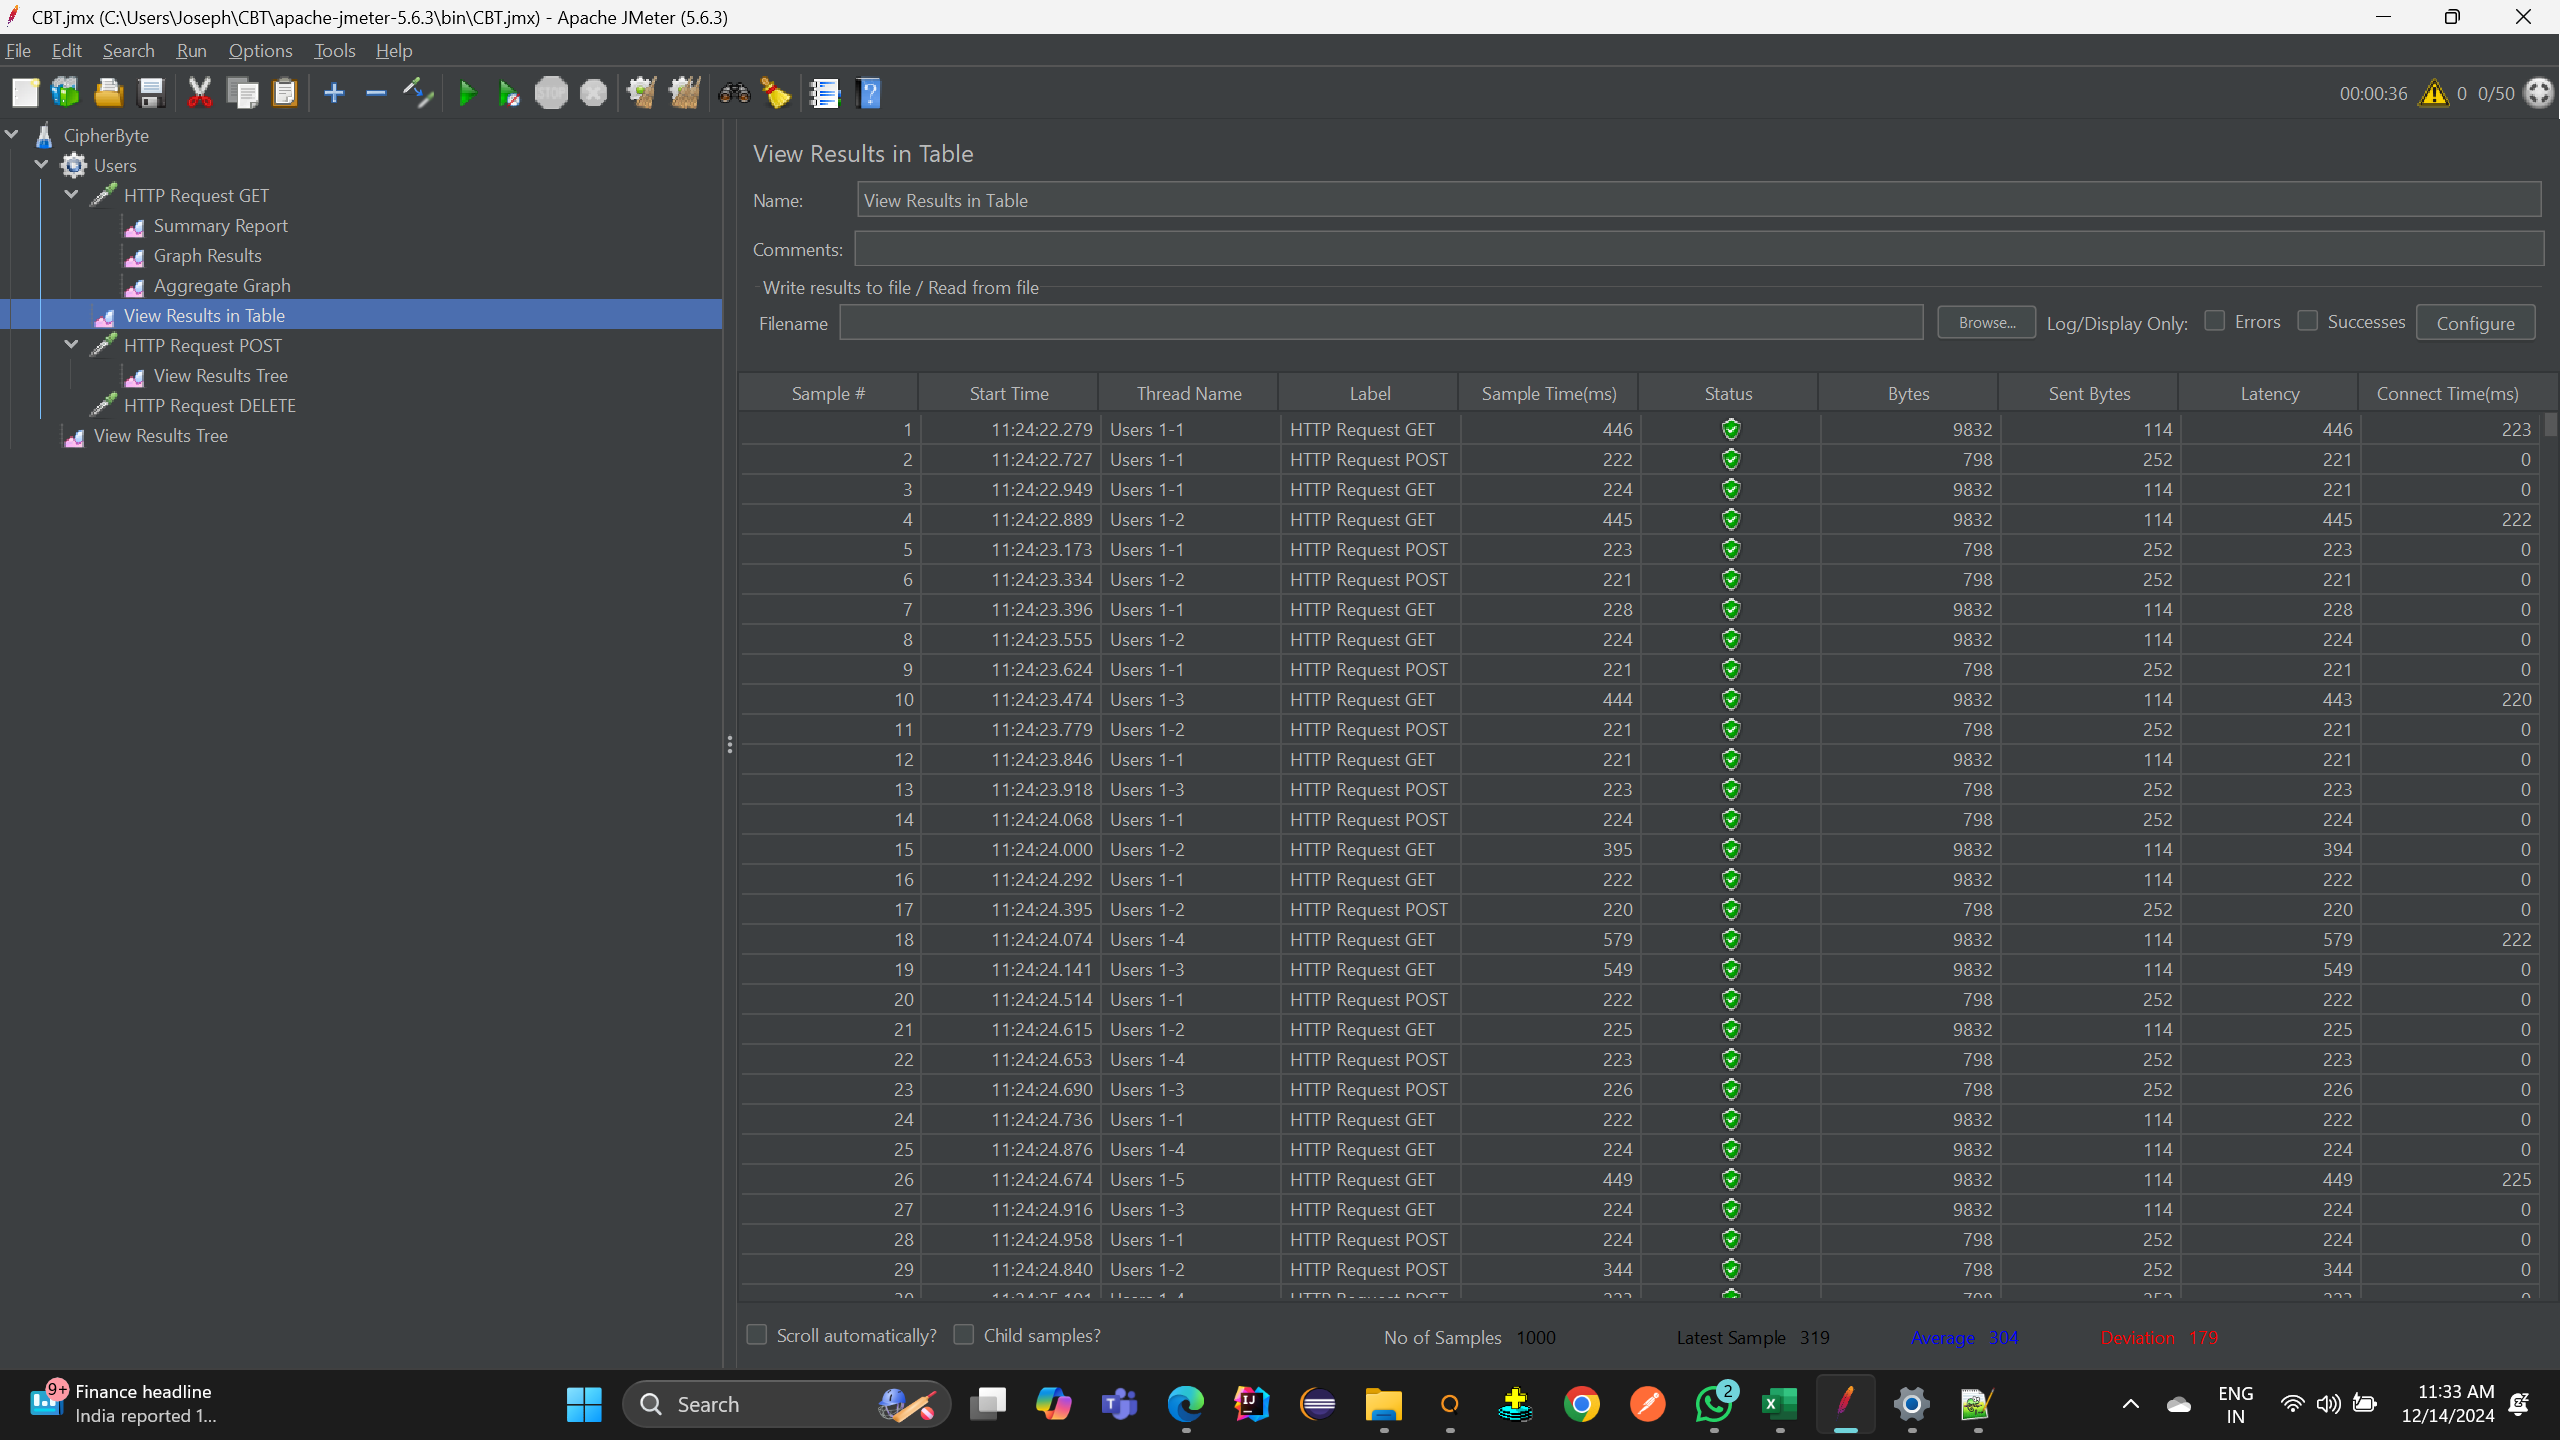 CBT.jmx (C:\Users\Joseph\CBT\apache-jmeter-5.6.3\bin\CBT.jmx) - Apache JMeter (5.6.3)
File Edit Search Run Options Tools Help
STOP 00:00:36 0 0/50
CipherByte
Users
HTTP Request GET
Summary Report
Graph Results
Aggregate Graph
View Results in Table
HTTP Request POST
View Results Tree
HTTP Request DELETE
View Results Tree
View Results in Table
Name: View Results in Table
Comments:
Write results to file / Read from file
Filename Browse... Log/Display Only: Errors Successes Configure
Sample # Start Time Thread Name Label Sample Time(ms) Status Bytes Sent Bytes Latency Connect Time(ms)
1 11:24:22.279 Users 1-1 HTTP Request GET 446 9832 114 446 223
2 11:24:22.727 Users 1-1 HTTP Request POST 222 798 252 221 0
3 11:24:22.949 Users 1-1 HTTP Request GET 224 9832 114 221 0
4 11:24:22.889 Users 1-2 HTTP Request GET 445 9832 114 445 222
5 11:24:23.173 Users 1-1 HTTP Request POST 223 798 252 223 0
6 11:24:23.334 Users 1-2 HTTP Request POST 221 798 252 221 0
7 11:24:23.396 Users 1-1 HTTP Request GET 228 9832 114 228 0
8 11:24:23.555 Users 1-2 HTTP Request GET 224 9832 114 224 0
9 11:24:23.624 Users 1-1 HTTP Request POST 221 798 252 221 0
10 11:24:23.474 Users 1-3 HTTP Request GET 444 9832 114 443 220
11 11:24:23.779 Users 1-2 HTTP Request POST 221 798 252 221 0
12 11:24:23.846 Users 1-1 HTTP Request GET 221 9832 114 221 0
13 11:24:23.918 Users 1-3 HTTP Request POST 223 798 252 223 0
14 11:24:24.068 Users 1-1 HTTP Request POST 224 798 252 224 0
15 11:24:24.000 Users 1-2 HTTP Request GET 395 9832 114 394 0
16 11:24:24.292 Users 1-1 HTTP Request GET 222 9832 114 222 0
17 11:24:24.395 Users 1-2 HTTP Request POST 220 798 252 220 0
18 11:24:24.074 Users 1-4 HTTP Request GET 579 9832 114 579 222
19 11:24:24.141 Users 1-3 HTTP Request GET 549 9832 114 549 0
20 11:24:24.514 Users 1-1 HTTP Request POST 222 798 252 222 0
21 11:24:24.615 Users 1-2 HTTP Request GET 225 9832 114 225 0
22 11:24:24.653 Users 1-4 HTTP Request POST 223 798 252 223 0
23 11:24:24.690 Users 1-3 HTTP Request POST 226 798 252 226 0
24 11:24:24.736 Users 1-1 HTTP Request GET 222 9832 114 222 0
25 11:24:24.876 Users 1-4 HTTP Request GET 224 9832 114 224 0
26 11:24:24.674 Users 1-5 HTTP Request GET 449 9832 114 449 225
27 11:24:24.916 Users 1-3 HTTP Request GET 224 9832 114 224 0
28 11:24:24.958 Users 1-1 HTTP Request POST 224 798 252 224 0
29 11:24:24.840 Users 1-2 HTTP Request POST 344 798 252 344 0
Scroll automatically? Child samples? No of Samples 1000 Latest Sample 319 Average 304 Deviation 179
9+ Finance headline
India reported 1...
Search
2
ENG
IN
11:33 AM
12/14/2024